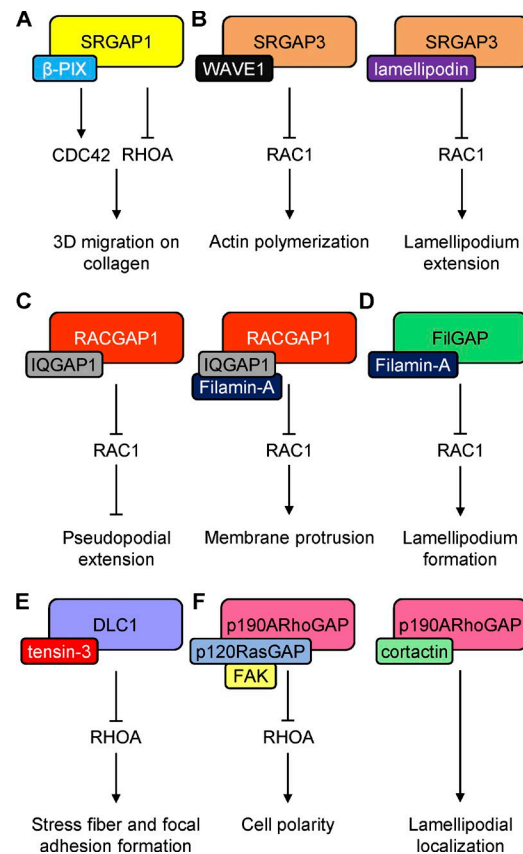 A
SRGAP1
β-PIX
CDC42 RHOA
3D migration on
collagen
B
SRGAP3
WAVE1
RAC1
Actin polymerization
SRGAP3
lamellipodin
RAC1
Lamellipodium
extension
C
RACGAP1
IQGAP1
RAC1
Pseudopodial
extension
RACGAP1
IQGAP1
Filamin-A
RAC1
Membrane protrusion
D
FilGAP
Filamin-A
RAC1
Lamellipodium
formation
E
DLC1
tensin-3
RHOA
Stress fiber and focal
adhesion formation
F
p190ARhoGAP
p120RasGAP
FAK
RHOA
Cell polarity
p190ARhoGAP
cortactin
Lamellipodial
localization